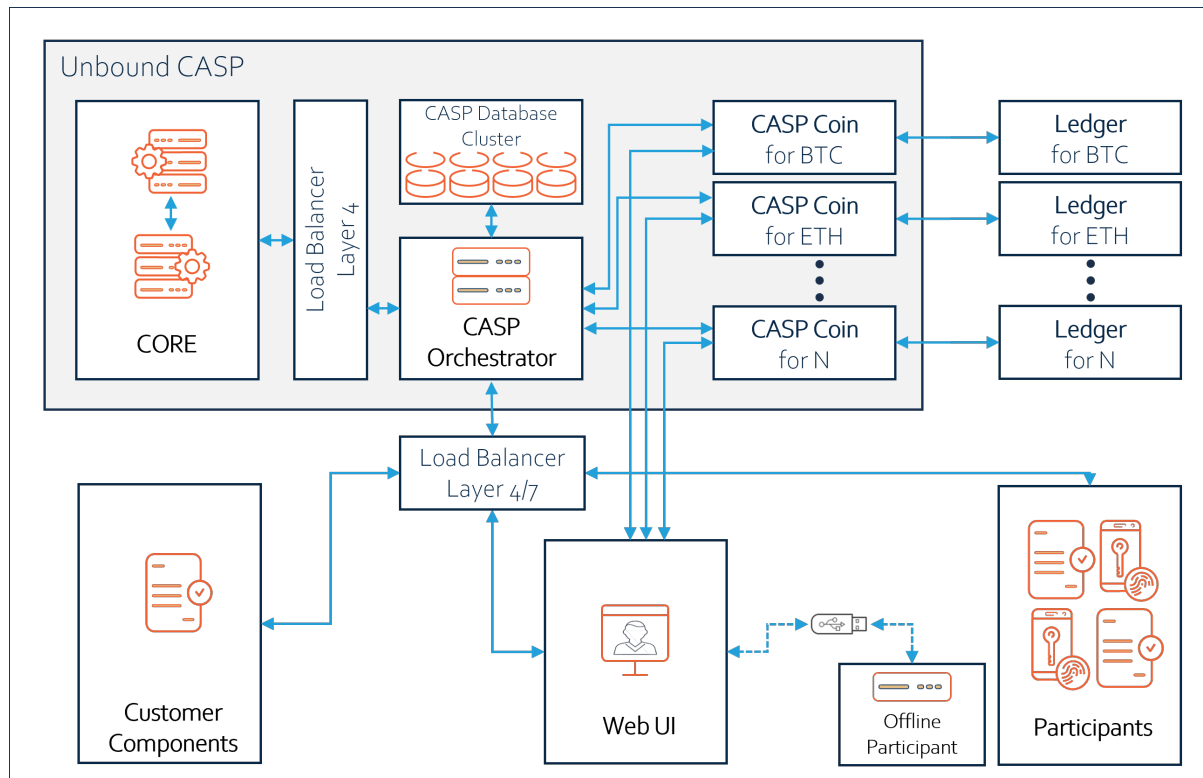 Unbound CASP
CORE
Load Balancer
Layer 4
CASP Database
Cluster
CASP
Orchestrator
CASP Coin
for BTC
Ledger
for BTC
CASP Coin
for ETH
Ledger
for ETH
CASP Coin
for N
Ledger
for N
Load Balancer
Layer 4/7
Customer
Components
Web UI
Offline
Participant
Participants